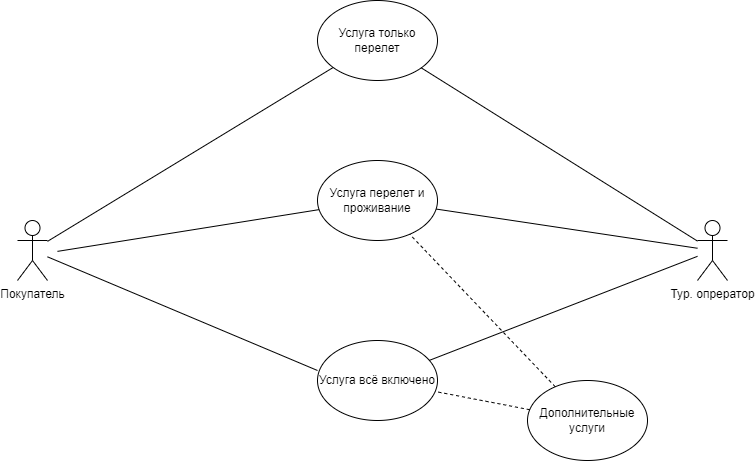 Услуга только
перелет
Услуга перелет и
проживание
Покупатель
Тур. опрератор
Услуга всё включено
Дополнительные
услуги